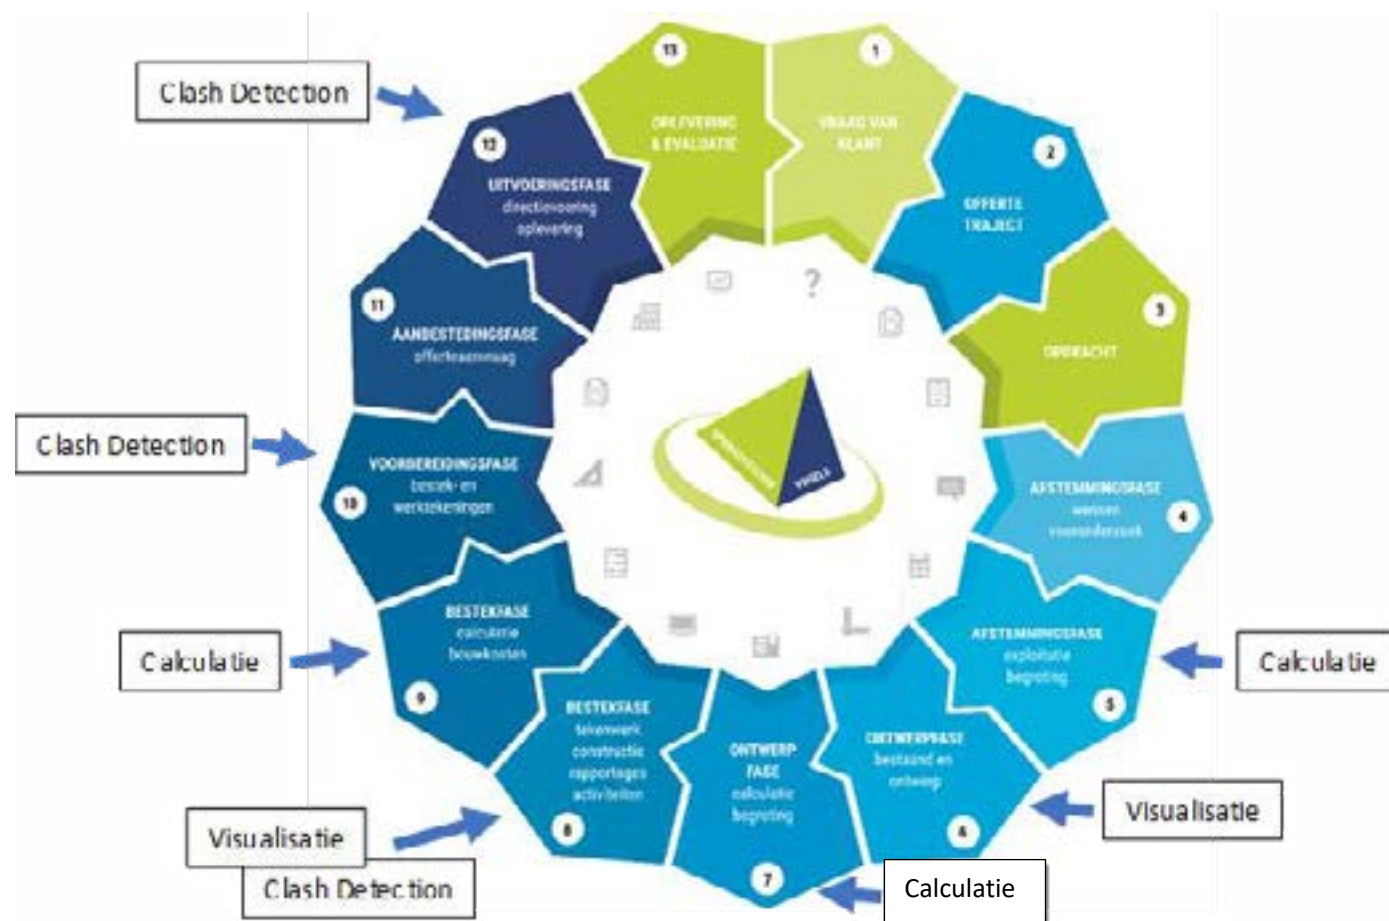 Clash Detection
Clash Detection
Calculatie
Visualisatie
Clash Detection
Calculatie
Visualisatie
Calculatie
1
VRAAG VAN
KLANT
2
OFFERTE
TRAJECT
3
OPDRACHT
4
AFSTEMMINGSFASE
wensen
vooronderzoek
5
AFSTEMMINGSFASE
exploitatie
begroting
6
ONTWERPFASE
bestaand en
ontwerp
7
ONTWERP
FASE
calculatie
begroting
8
BESTEKFASE
tekenwerk
constructie
rapportages
activiteiten
9
BESTEKFASE
calculatie
bouwkosten
10
VOORBEREIDINGSFASE
bestek- en
werktekeningen
11
AANBESTEDINGSFASE
offerteaanvraag
12
UITVOERINGSFASE
directievoering
oplevering
13
OPLEVERING
& EVALUATIE
?
VOGELS